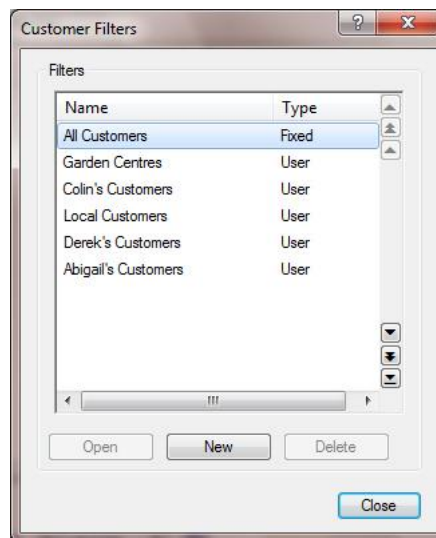 Customer Filters
Filters
Name Type
All Customers Fixed
Garden Centres User
Colin's Customers User
Local Customers User
Derek's Customers User
Abigail's Customers User
Open New Delete
Close